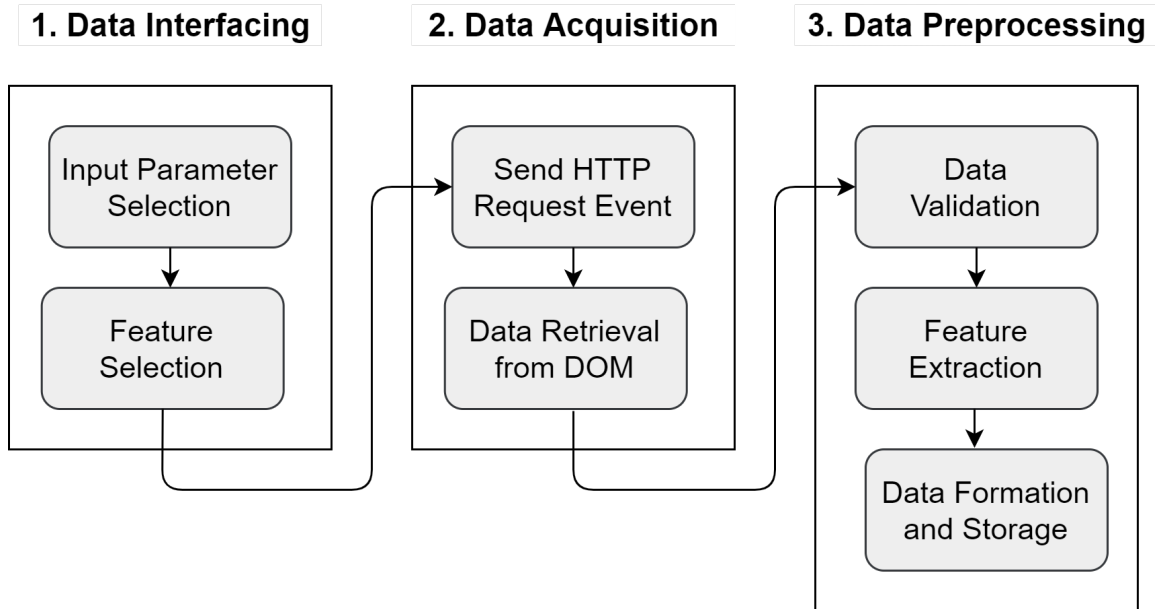 1. Data Interfacing
Input Parameter
Selection
Feature
Selection
2. Data Acquisition
Send HTTP
Request Event
Data Retrieval
from DOM
3. Data Preprocessing
Data
Validation
Feature
Extraction
Data Formation
and Storage